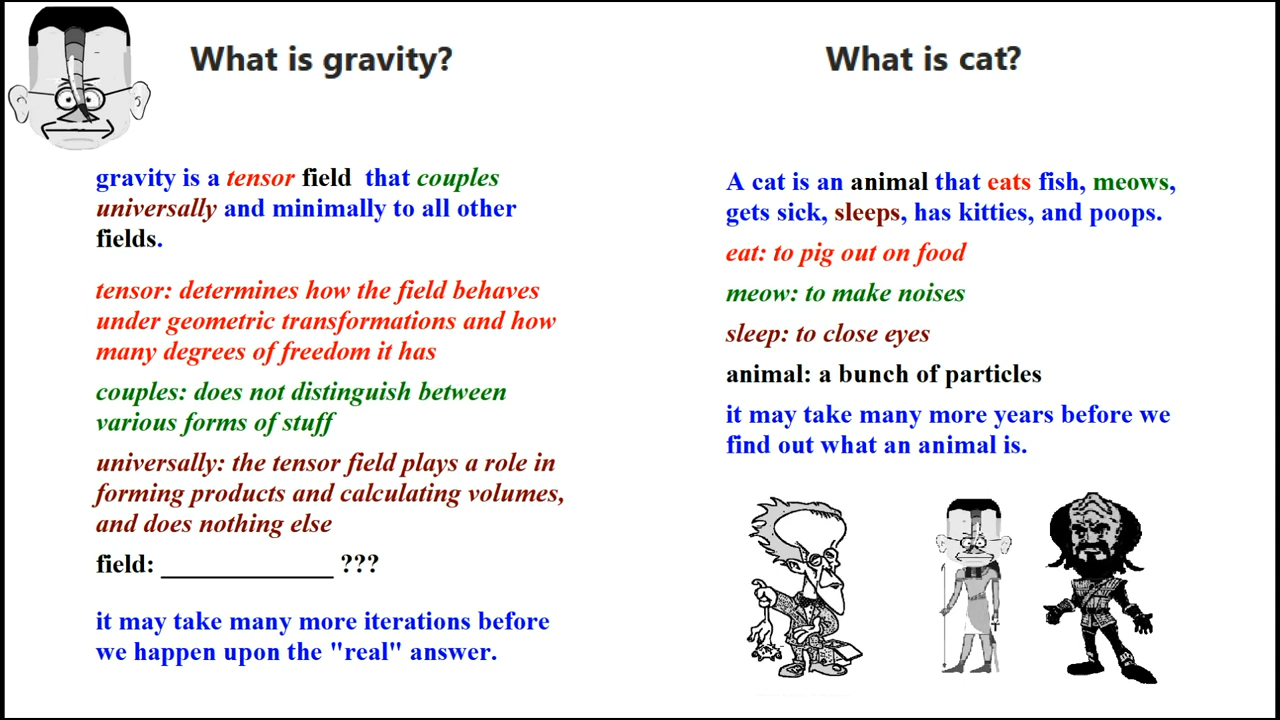 What is gravity?
gravity is a tensor field that couples
universally and minimally to all other
fields.
tensor: determines how the field behaves
under geometric transformations and how
many degrees of freedom it has
couples: does not distinguish between
various forms of stuff
universally: the tensor field plays a role in
forming products and calculating volumes,
and does nothing else
field: _____________ ???
it may take many more iterations before
we happen upon the "real" answer.
What is cat?
A cat is an animal that eats fish, meows,
gets sick, sleeps, has kitties, and poops.
eat: to pig out on food
meow: to make noises
sleep: to close eyes
animal: a bunch of particles
it may take many more years before we
find out what an animal is.